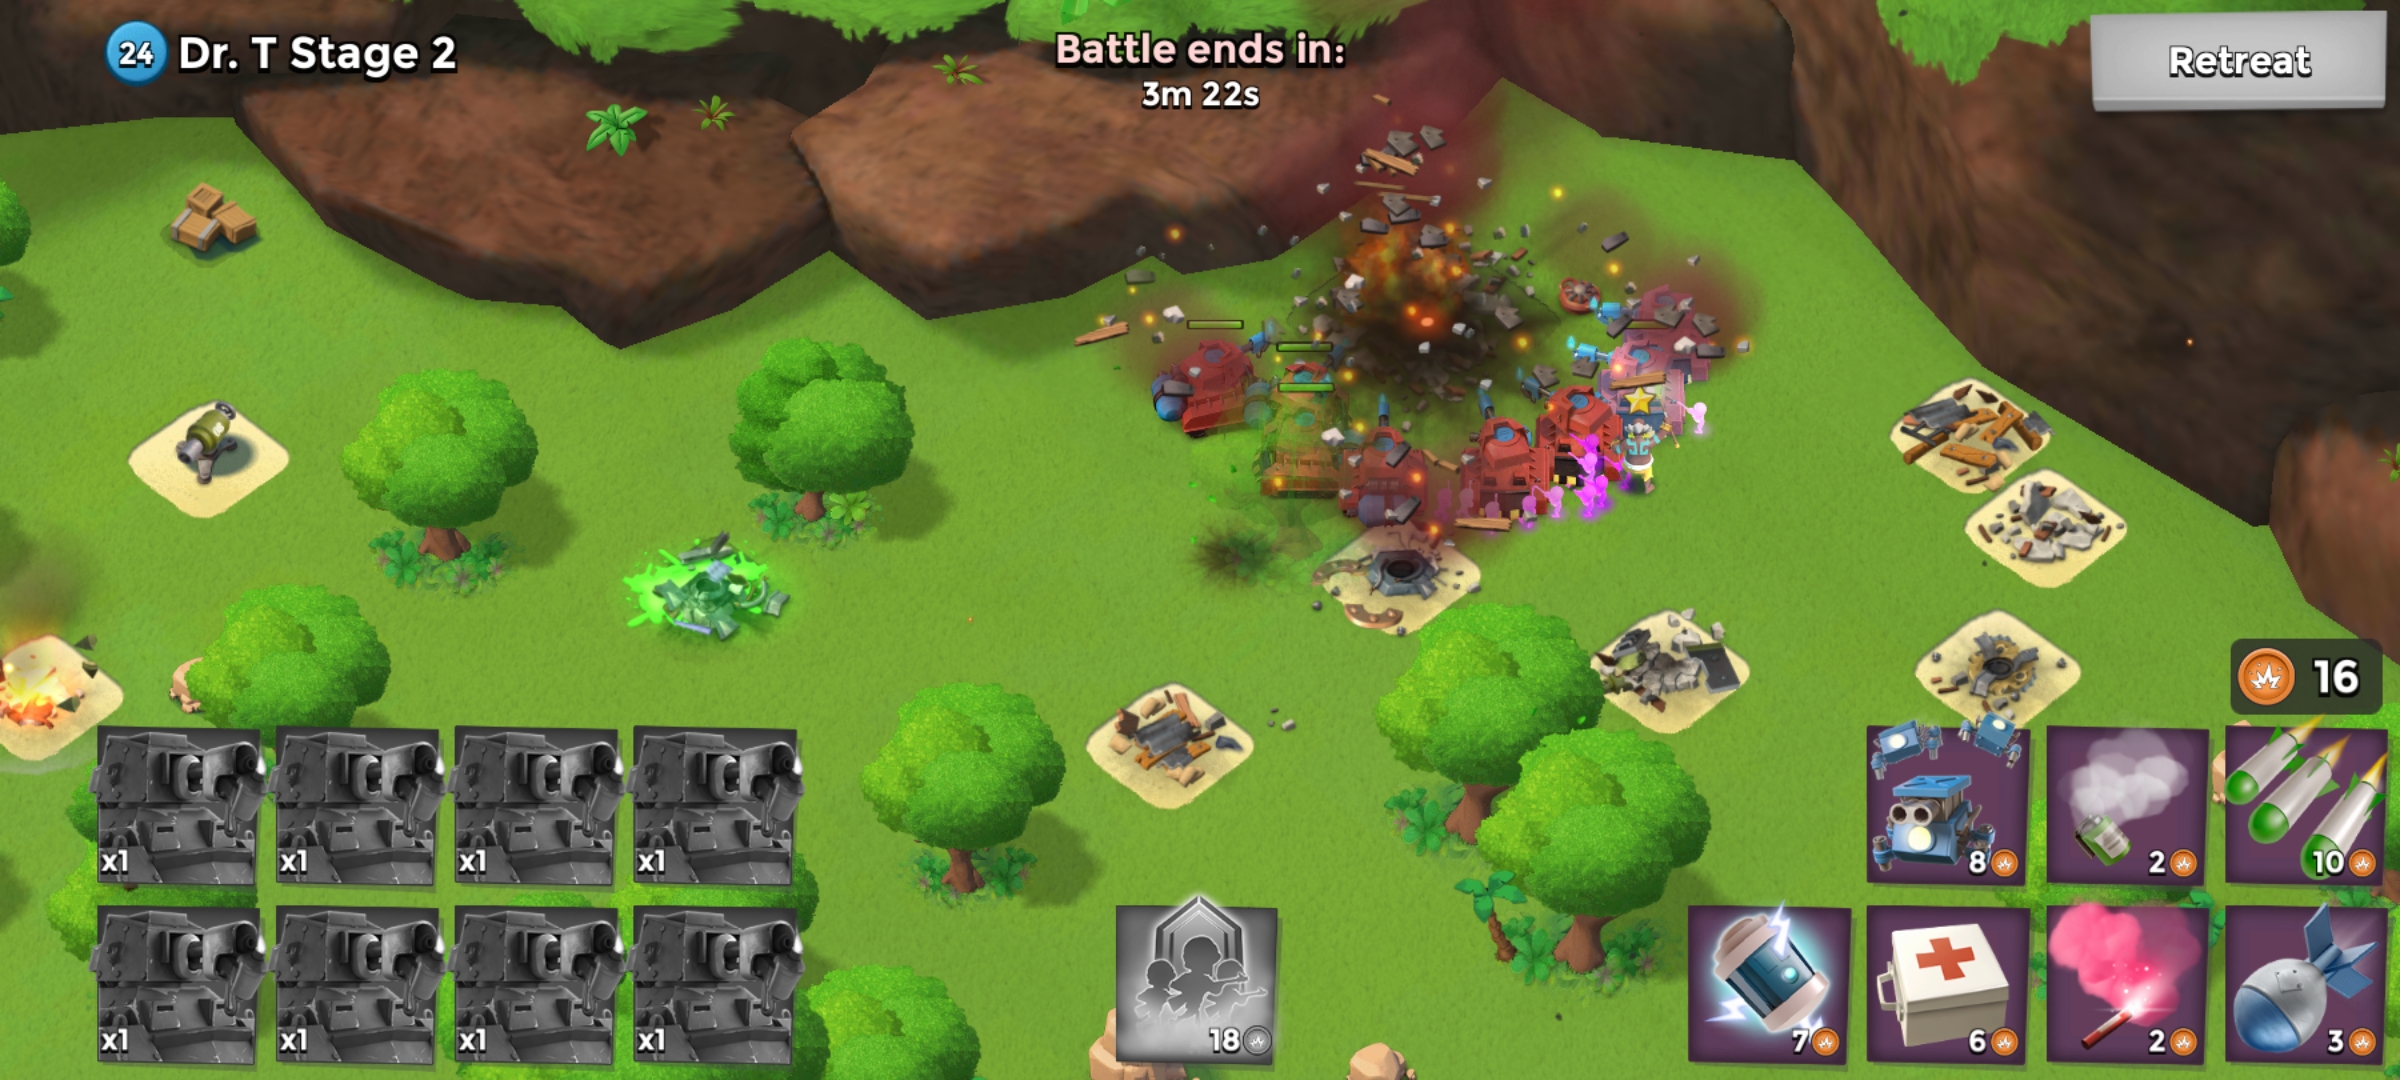 24 Dr. T Stage 2
Battle ends in:
3m 22s
Retreat
16
x1 x1 x1 x1
8 2 10
x1 x1 x1 x1
18
7 6 2 3